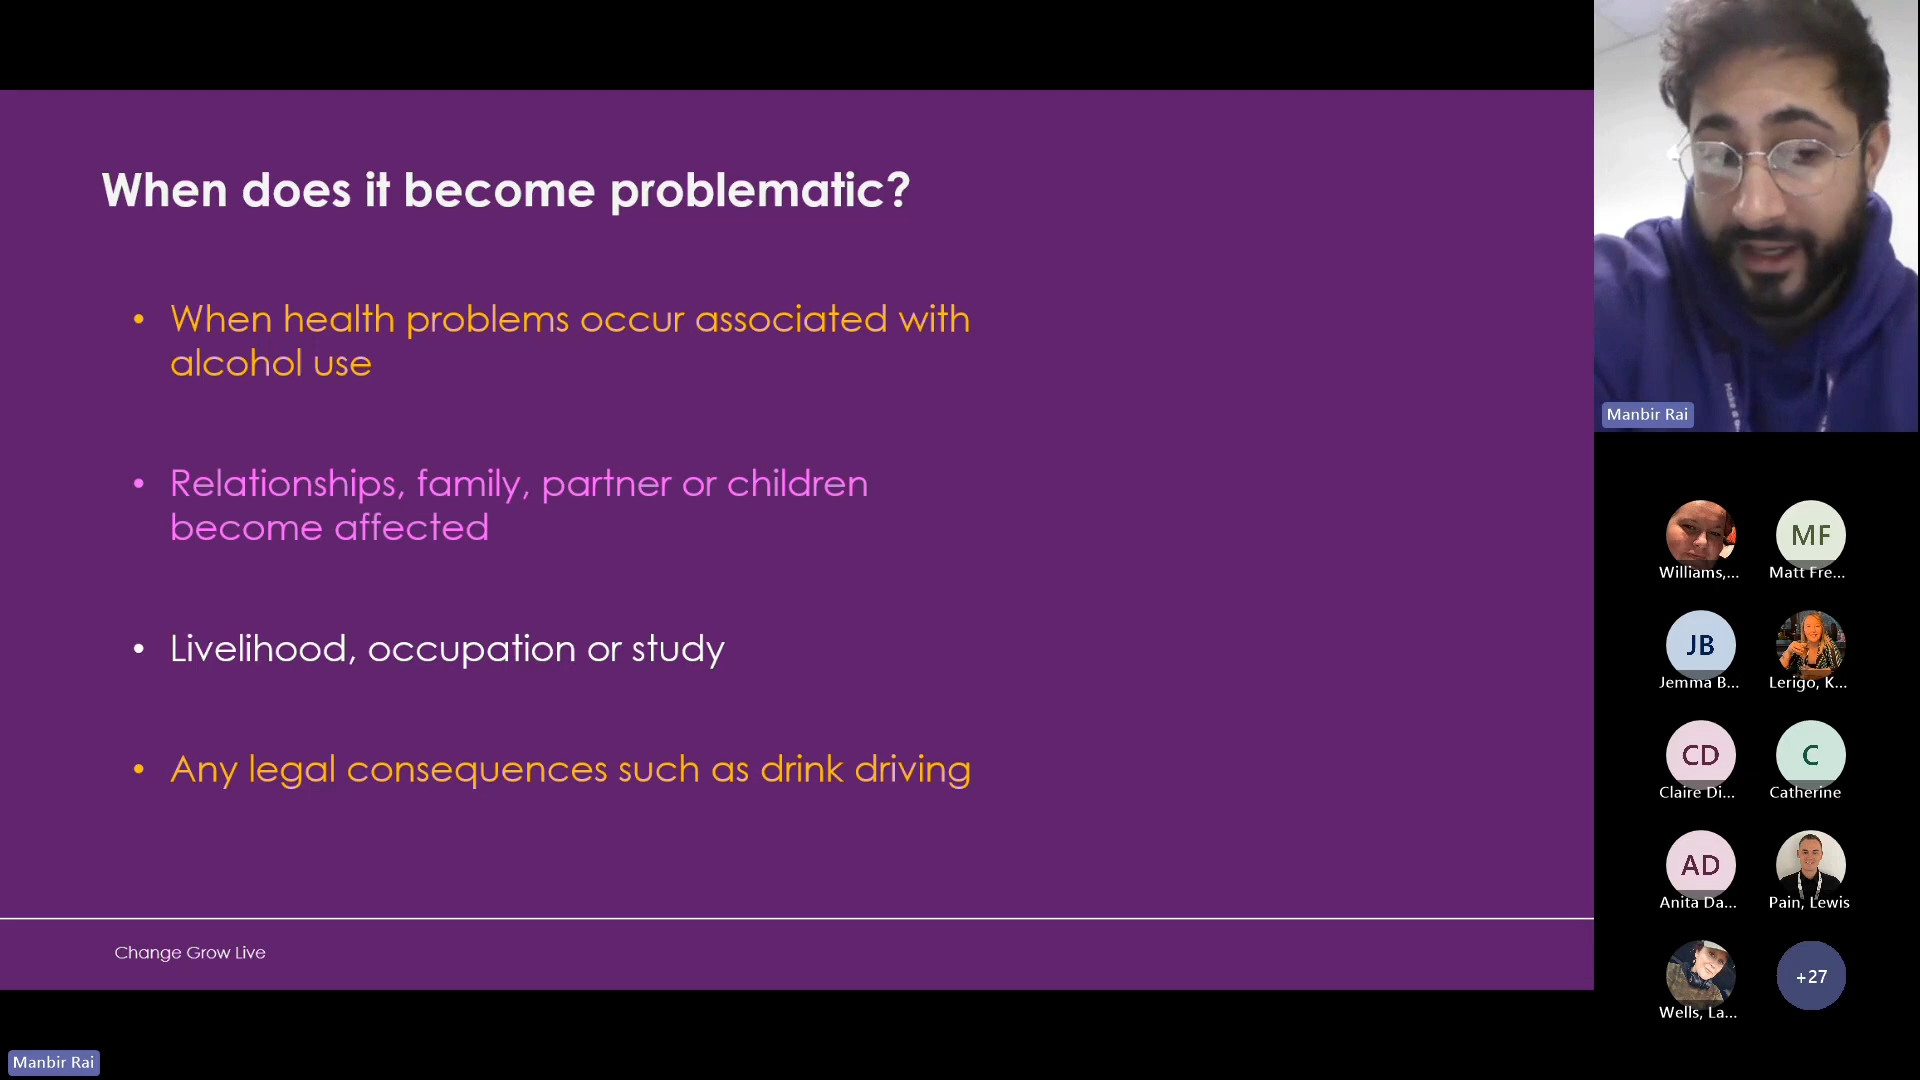 When does it become problematic?
• When health problems occur associated with
alcohol use
• Relationships, family, partner or children
become affected
• Livelihood, occupation or study
• Any legal consequences such as drink driving
Change Grow Live
Manbir Rai
Manbir Rai
Williams,...
MF
Matt Fre...
JB
Jemma B...
Lerigo, K...
CD
Claire Di...
C
Catherine
AD
Anita Da...
Pain, Lewis
Wells, La...
+27